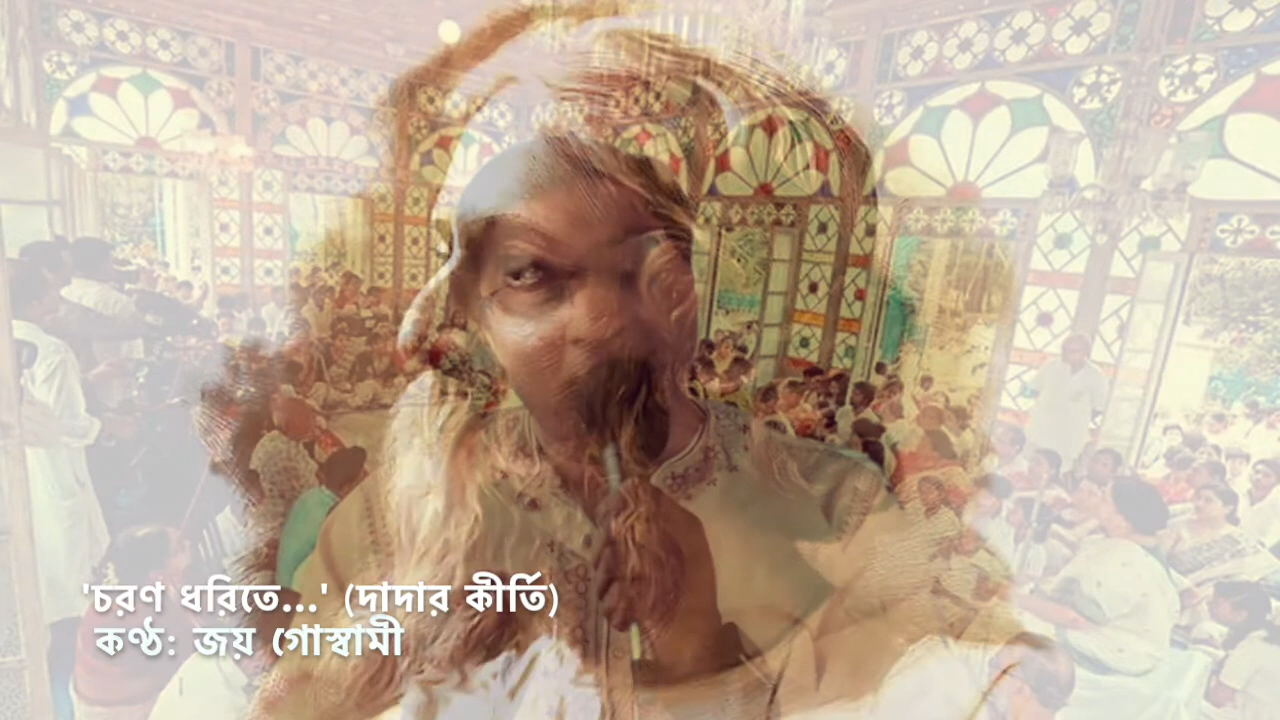 'চরণ ধরিতে...' (দাদার কীর্তি)
কণ্ঠ: জয় গোস্বামী